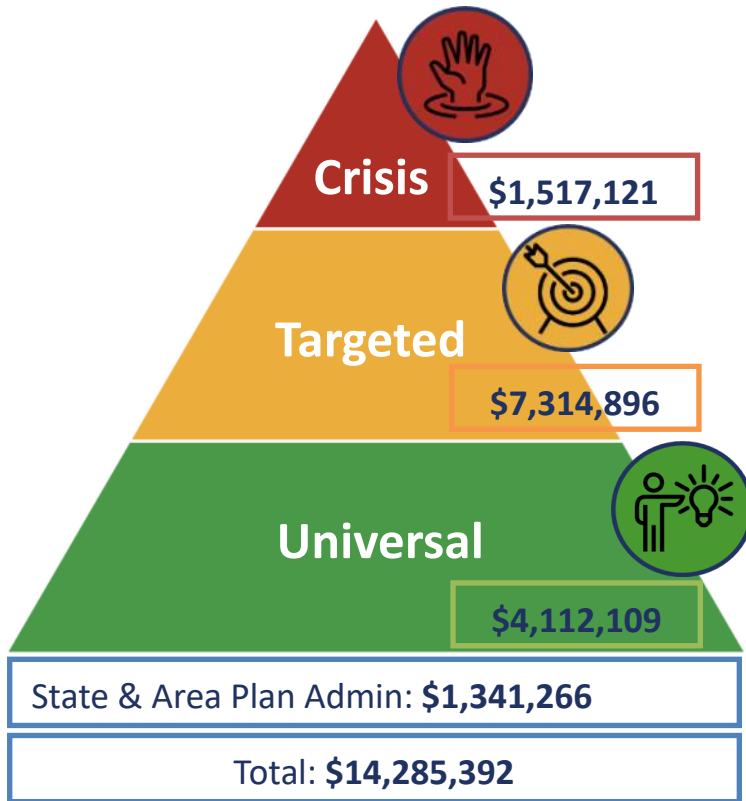 Crisis
$1,517,121
Targeted
$7,314,896
Universal
$4,112,109
State & Area Plan Admin: $1,341,266
Total: $14,285,392